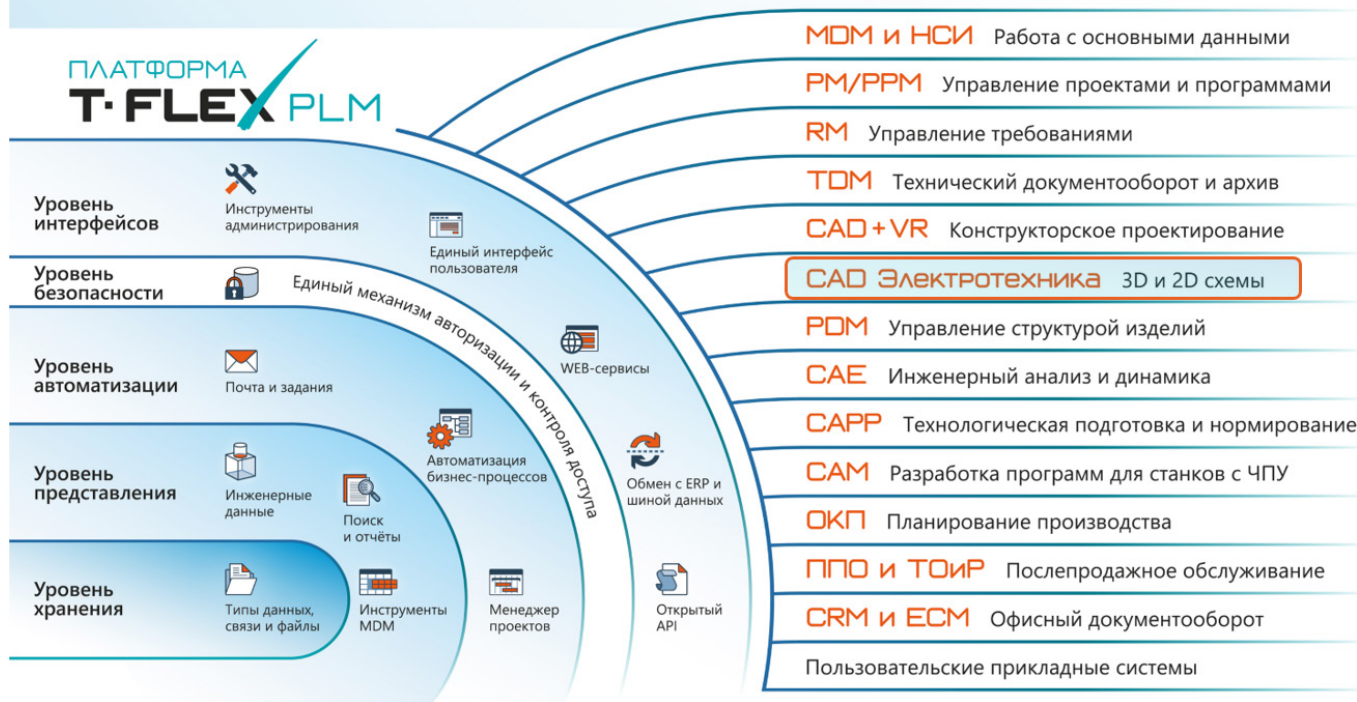 ПЛАТФОРМА
T-FLEX PLM
Уровень
интерфейсов
Инструменты
администрирования
Единый интерфейс
пользователя
WEB-сервисы
Обмен с ERP и
шиной данных
Открытый
API
Уровень
безопасности
Единый механизм авторизации и контроля доступа
Уровень
автоматизации
Почта и задания
Автоматизация
бизнес-процессов
Менеджер
проектов
Уровень
представления
Инженерные
данные
Поиск
и отчёты
Инструменты
MDM
Уровень
хранения
Типы данных,
связи и файлы
MDM и НСИ Работа с основными данными
PM/PPM Управление проектами и программами
RM Управление требованиями
TDM Технический документооборот и архив
CAD+VR Конструкторское проектирование
CAD Электротехника 3D и 2D схемы
PDM Управление структурой изделий
CAE Инженерный анализ и динамика
CAPP Технологическая подготовка и нормирование
CAM Разработка программ для станков с ЧПУ
ОКП Планирование производства
ППО и ТОиР Послепродажное обслуживание
CRM и ECM Офисный документооборот
Пользовательские прикладные системы